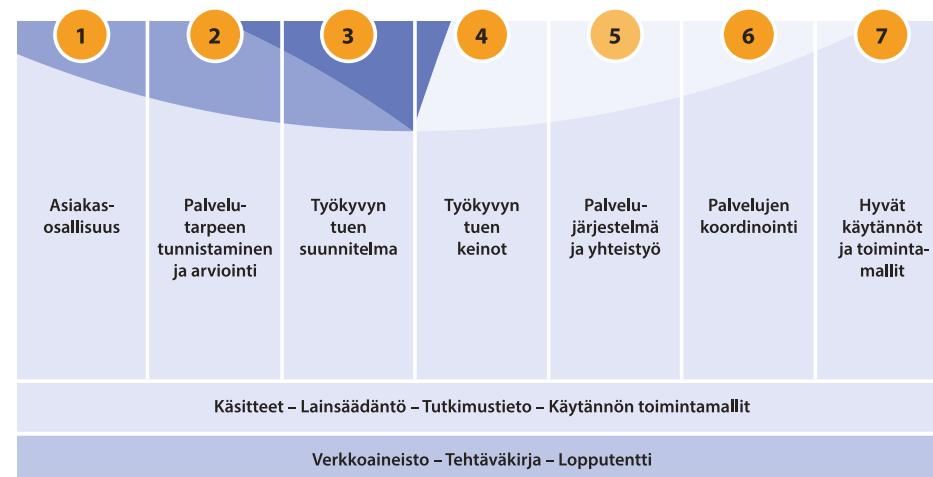 1
2
3
4
5
6
7
Asiakas-
osallisuus
Palvelu-
tarpeen
tunnistaminen
ja arviointi
Työkyvyn
tuen
suunnitelma
Työkyvyn
tuen
keinot
Palvelu-
järjestelmä
ja yhteistyö
Palvelujen
koordinointi
Hyvät
käytännöt
ja toiminta-
mallit
Käsitteet – Lainsäädäntö – Tutkimustieto – Käytännön toimintamallit
Verkkoaineisto – Tehtäväkirja – Lopputentti